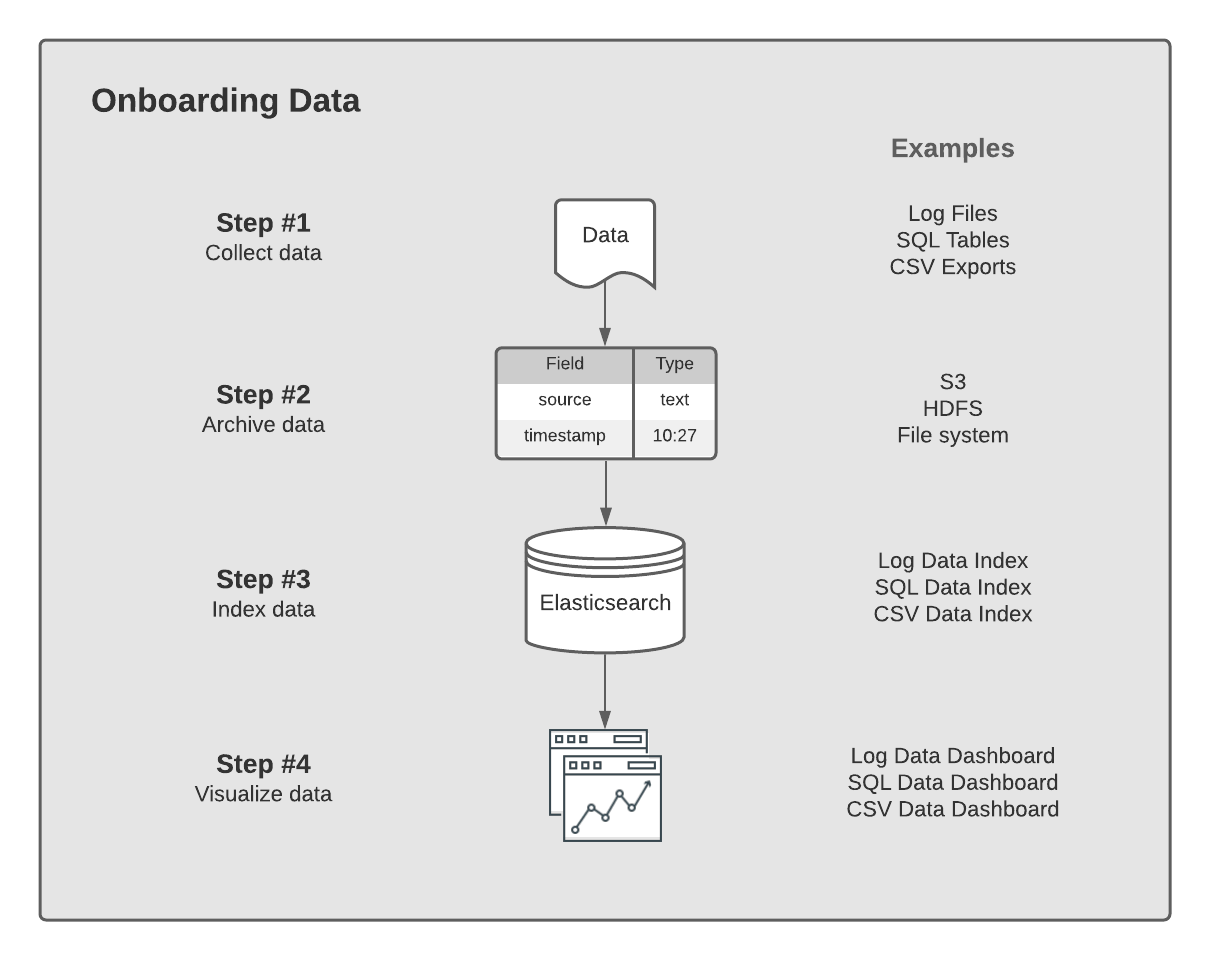 Onboarding Data
Examples
Step #1
Collect data
Data
Log Files
SQL Tables
CSV Exports
Step #2
Archive data
Field Type
source text
timestamp 10:27
S3
HDFS
File system
Step #3
Index data
Elasticsearch
Log Data Index
SQL Data Index
CSV Data Index
Step #4
Visualize data
Log Data Dashboard
SQL Data Dashboard
CSV Data Dashboard